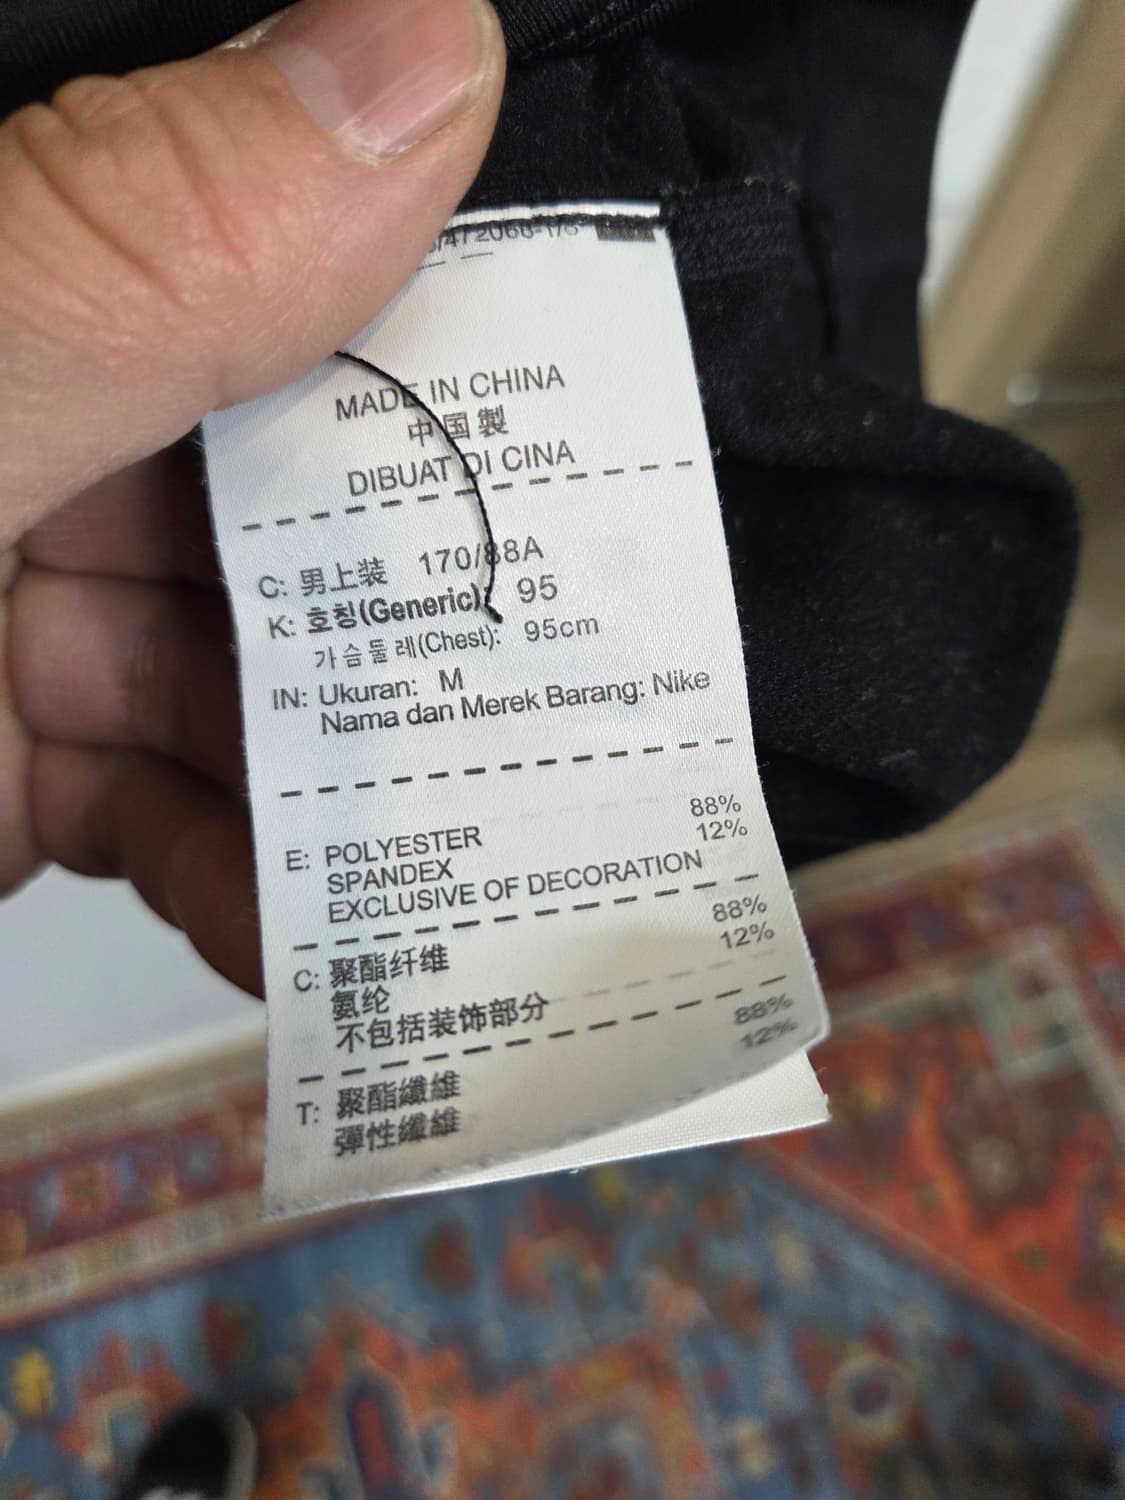 MADE IN CHINA
中国製
DIBUAT DI CINA
C: 男上装 170/88A
K: 호칭(Generic): 95
가슴둘레(Chest): 95cm
IN: Ukuran: M
Nama dan Merek Barang: Nike
E: POLYESTER 88%
SPANDEX 12%
EXCLUSIVE OF DECORATION
C: 聚酯纤维 88%
氨纶 12%
不包括装饰部分
T: 聚酯纖維 88%
彈性纖維 12%